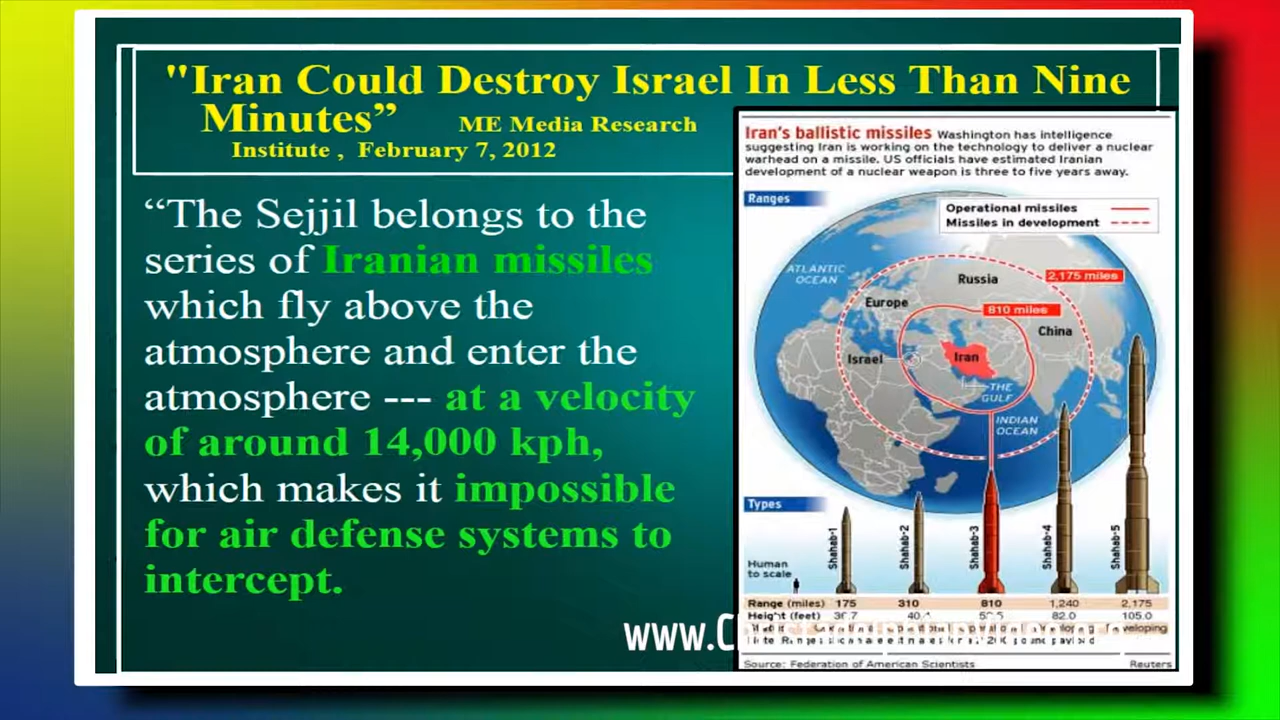 "Iran Could Destroy Israel In Less Than Nine
Minutes” ME Media Research
Institute , February 7, 2012
“The Sejjil belongs to the
series of Iranian missiles
which fly above the
atmosphere and enter the
atmosphere --- at a velocity
of around 14,000 kph,
which makes it impossible
for air defense systems to
intercept.
Iran's ballistic missiles Washington has intelligence
suggesting Iran is working on the technology to deliver a nuclear
warhead on a missile. US officials have estimated Iranian
development of a nuclear weapon is three to five years away.
Ranges
Operational missiles
Missiles in development
ATLANTIC
OCEAN
Russia
2,175 miles
Europe
810 miles
China
Israel
Iran
THE
GULF
INDIAN
OCEAN
Types
Shahab-1
Shahab-2
Shahab-3
Shahab-4
Shahab-5
Human
to scale
Range (miles) 175 310 810 1,240 2,175
Height (feet) 82.0 105.0
Source: Federation of American Scientists Reuters